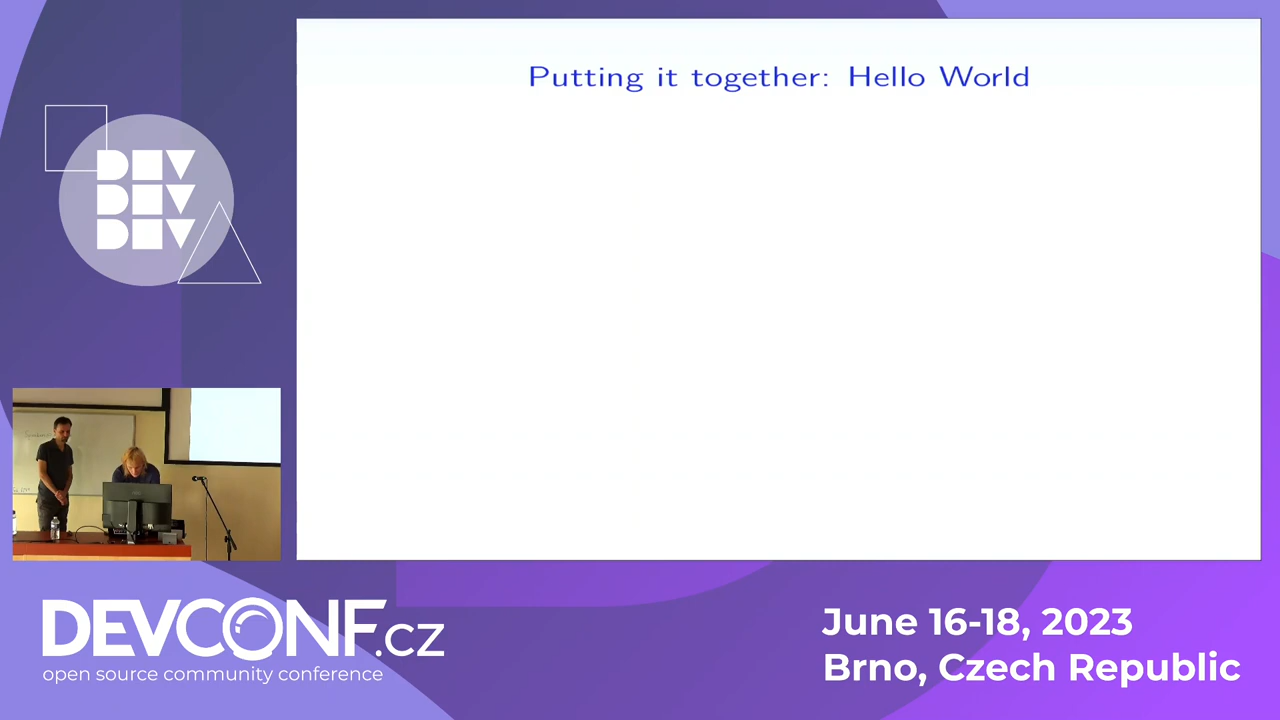 Putting it together: Hello World
DEV
DEV
DEV
DEVCONF.cz
open source community conference
June 16-18, 2023
Brno, Czech Republic